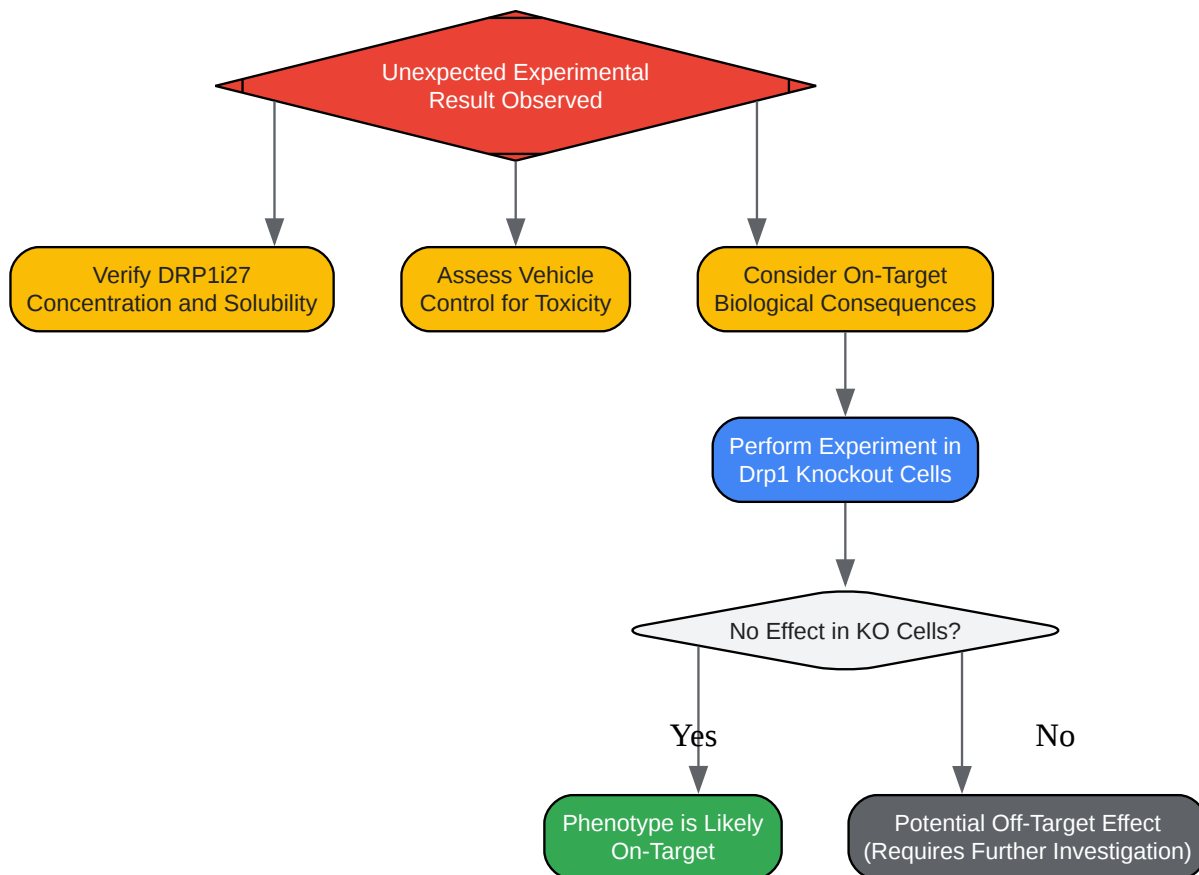 Unexpected Experimental
Result Observed
Verify DRP1i27
Concentration and Solubility
Assess Vehicle
Control for Toxicity
Consider On-Target
Biological Consequences
Perform Experiment in
Drp1 Knockout Cells
No Effect in KO Cells?
Yes
No
Phenotype is Likely
On-Target
Potential Off-Target Effect
(Requires Further Investigation)